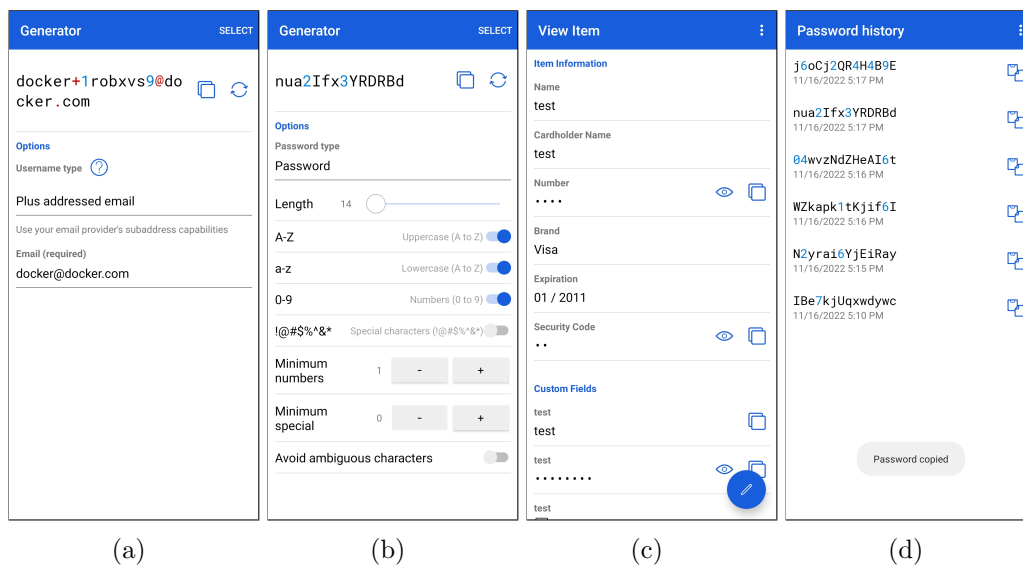 Generator SELECT
docker+1robxvs9@do
cker.com
Options
Username type ?
Plus addressed email
Use your email provider's subaddress capabilities
Email (required)
docker@docker.com
(a)
Generator SELECT
nua2Ifx3YRDRBd
Options
Password type
Password
Length 14
A-Z Uppercase (A to Z)
a-z Lowercase (A to Z)
0-9 Numbers (0 to 9)
!@#$%^&* Special characters (!@#$%^&*)
Minimum
numbers 1 - +
Minimum
special 0 - +
Avoid ambiguous characters
(b)
View Item
Item Information
Name
test
Cardholder Name
test
Number
••••
Brand
Visa
Expiration
01 / 2011
Security Code
••
Custom Fields
test
test
test
••••••••
test
(c)
Password history
j6oCj2QR4H4B9E
11/16/2022 5:17 PM
nua2Ifx3YRDRBd
11/16/2022 5:17 PM
04wvzNdZHeAI6t
11/16/2022 5:16 PM
WZkapk1tKjif6I
11/16/2022 5:16 PM
N2yrai6YjEiRay
11/16/2022 5:15 PM
IBe7kjUqxwdywc
11/16/2022 5:10 PM
Password copied
(d)